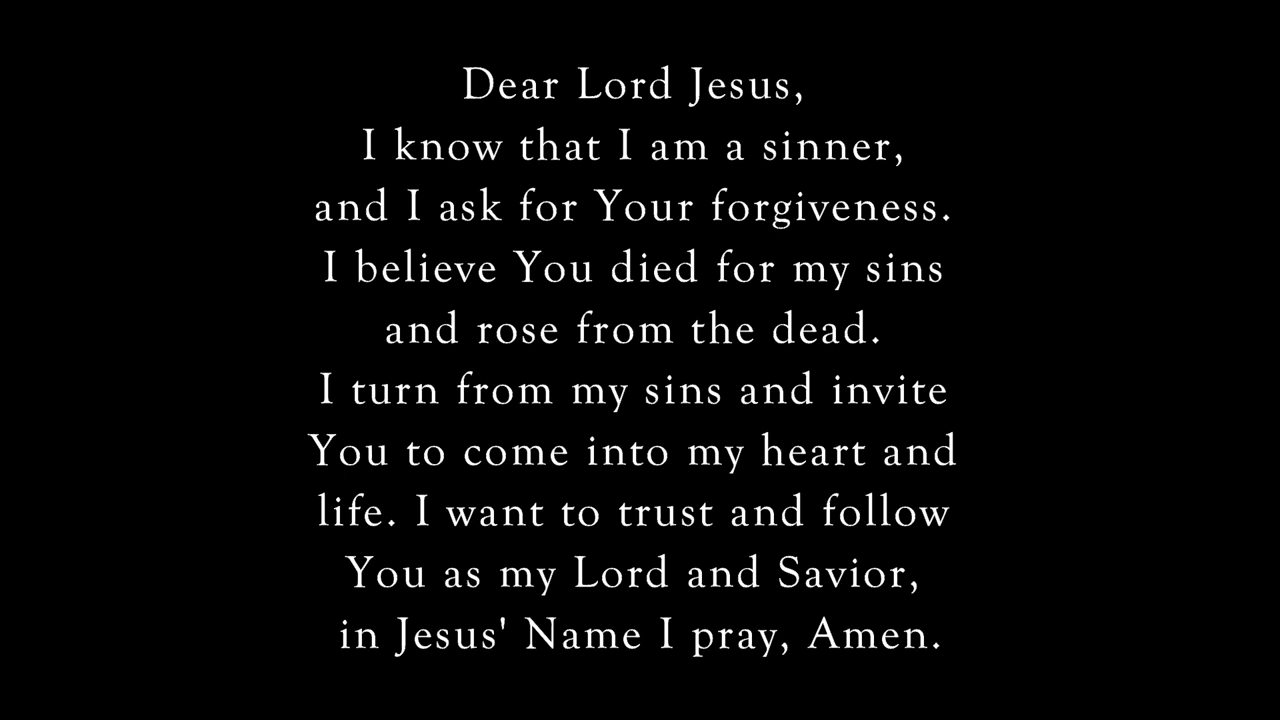 Dear Lord Jesus,
I know that I am a sinner,
and I ask for Your forgiveness.
I believe You died for my sins
and rose from the dead.
I turn from my sins and invite
You to come into my heart and
life. I want to trust and follow
You as my Lord and Savior,
in Jesus' Name I pray, Amen.